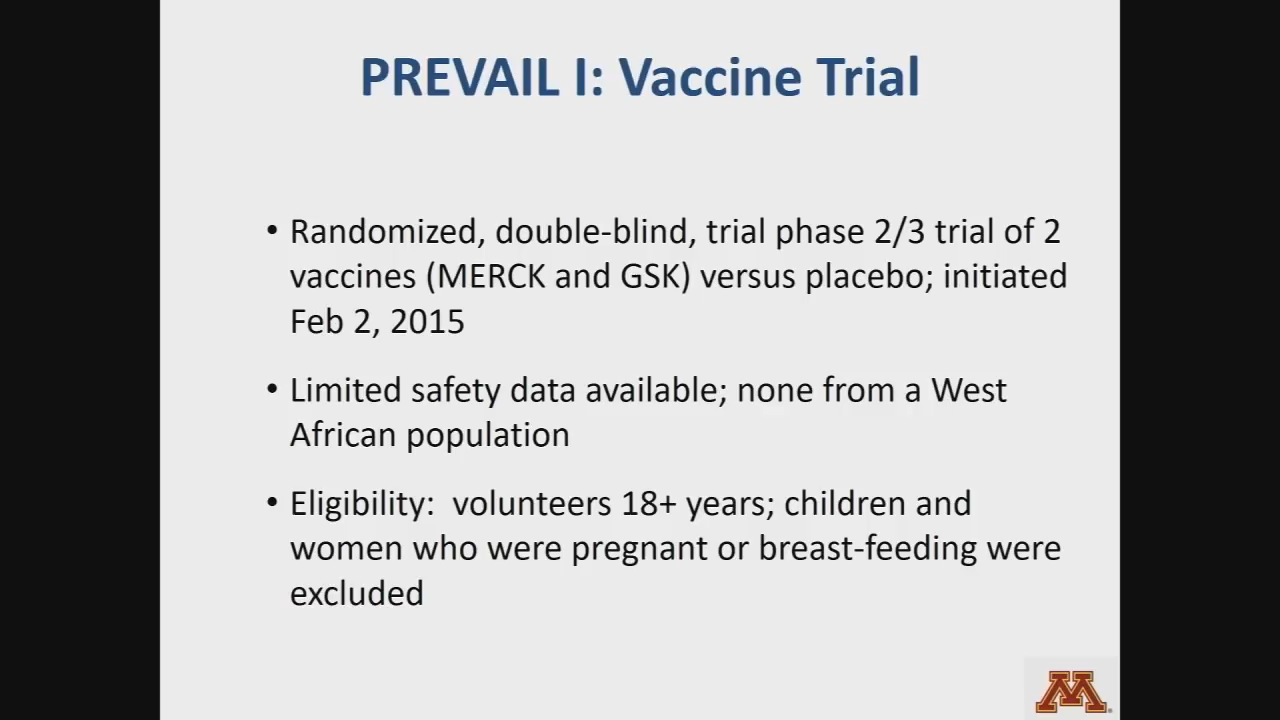 PREVAIL I: Vaccine Trial
• Randomized, double-blind, trial phase 2/3 trial of 2
vaccines (MERCK and GSK) versus placebo; initiated
Feb 2, 2015
• Limited safety data available; none from a West
African population
• Eligibility:  volunteers 18+ years; children and
women who were pregnant or breast-feeding were
excluded
M